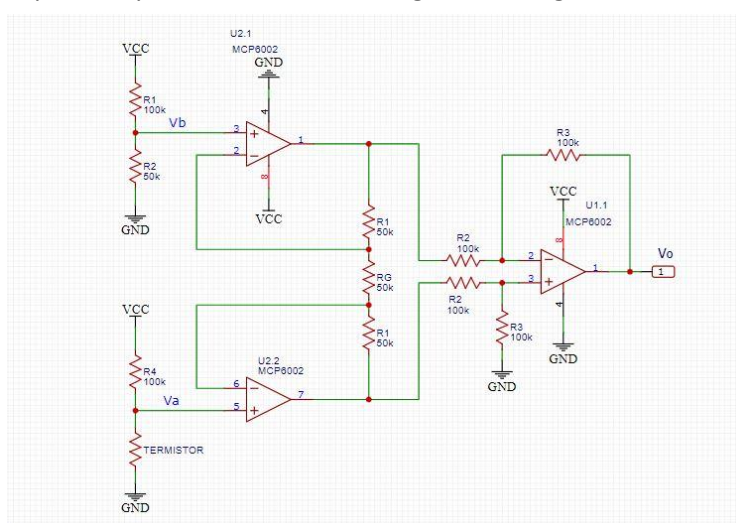 U2.1
MCP6002
GND
VCC
R1
100k
Vb
4
3
1
2
8
R2
50k
VCC
GND
R1
50k
R3
100k
VCC
U1.1
MCP6002
8
R2
100k
2
1
Vo
1
3
R2
100k
4
RG
50k
R3
100k
GND
GND
VCC
R1
50k
R4
100k
U2.2
MCP6002
6
7
Va
5
TERMISTOR
GND